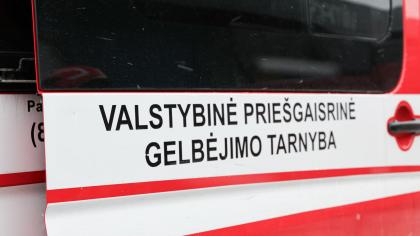 VALSTYBINĖ PRIEŠGAISRINĖ
GELBĖJIMO TARNYBA